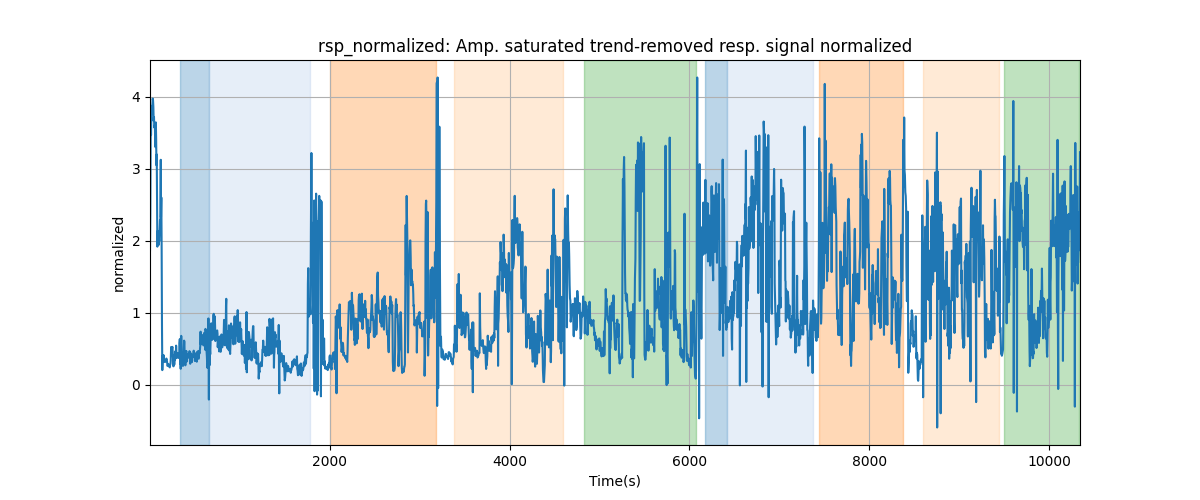 rsp_normalized: Amp. saturated trend-removed resp. signal normalized
normalized
4
3
2
1
0
2000 4000 6000 8000 10000
Time(s)